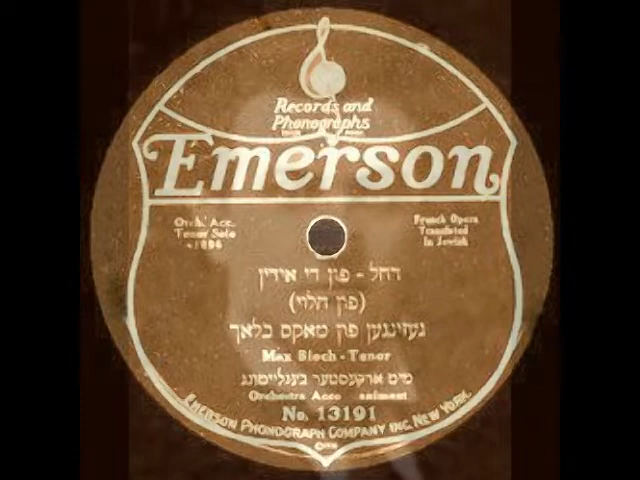 Records and
Phonographs
Emerson
Orch. Acc.
Tenor Solo
French Opera
Translated
In Jewish
רחל - פון די אידין
(פון הלוי)
געזינגען פון מאקס בלאך
Max Bloch - Tenor
מיט ארקעסטער בעגלייטונג
Orchestra Acco animent
No. 13191
EMERSON PHONOGRAPH COMPANY INC. NEW YORK.